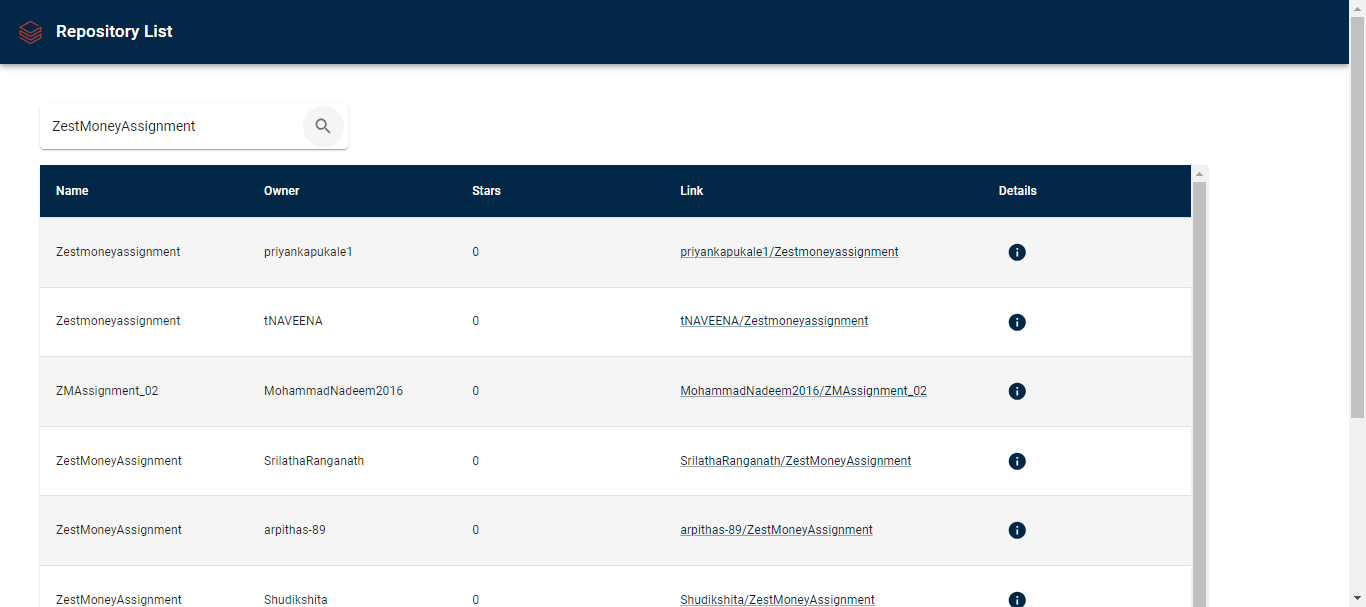 Repository List
ZestMoneyAssignment
Name Owner Stars Link Details
Zestmoneyassignment priyankapukale1 0 priyankapukale1/Zestmoneyassignment
Zestmoneyassignment tNAVEENA 0 tNAVEENA/Zestmoneyassignment
ZMAssignment_02 MohammadNadeem2016 0 MohammadNadeem2016/ZMAssignment_02
ZestMoneyAssignment SrilathaRanganath 0 SrilathaRanganath/ZestMoneyAssignment
ZestMoneyAssignment arpithas-89 0 arpithas-89/ZestMoneyAssignment
ZestMoneyAssignment Shudikshita 0 Shudikshita/ZestMoneyAssignment